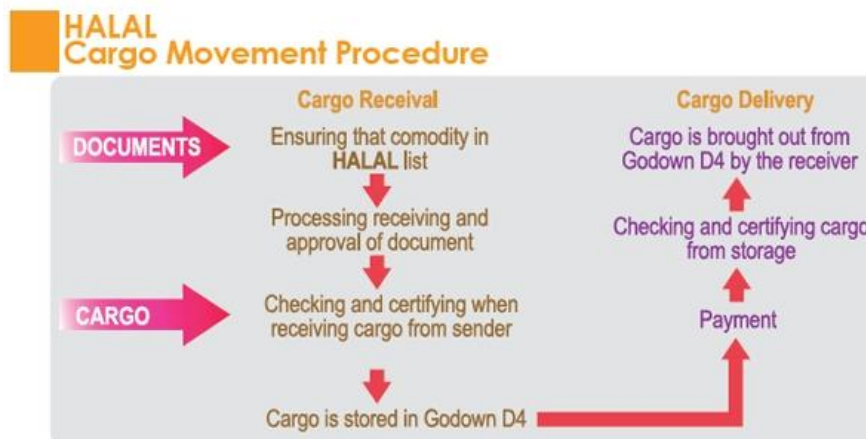 HALAL
Cargo Movement Procedure
Cargo Receival
DOCUMENTS
Ensuring that comodity in
HALAL list
Processing receiving and
approval of document
CARGO
Checking and certifying when
receiving cargo from sender
Cargo is stored in Godown D4
Cargo Delivery
Cargo is brought out from
Godown D4 by the receiver
Checking and certifying cargo
from storage
Payment